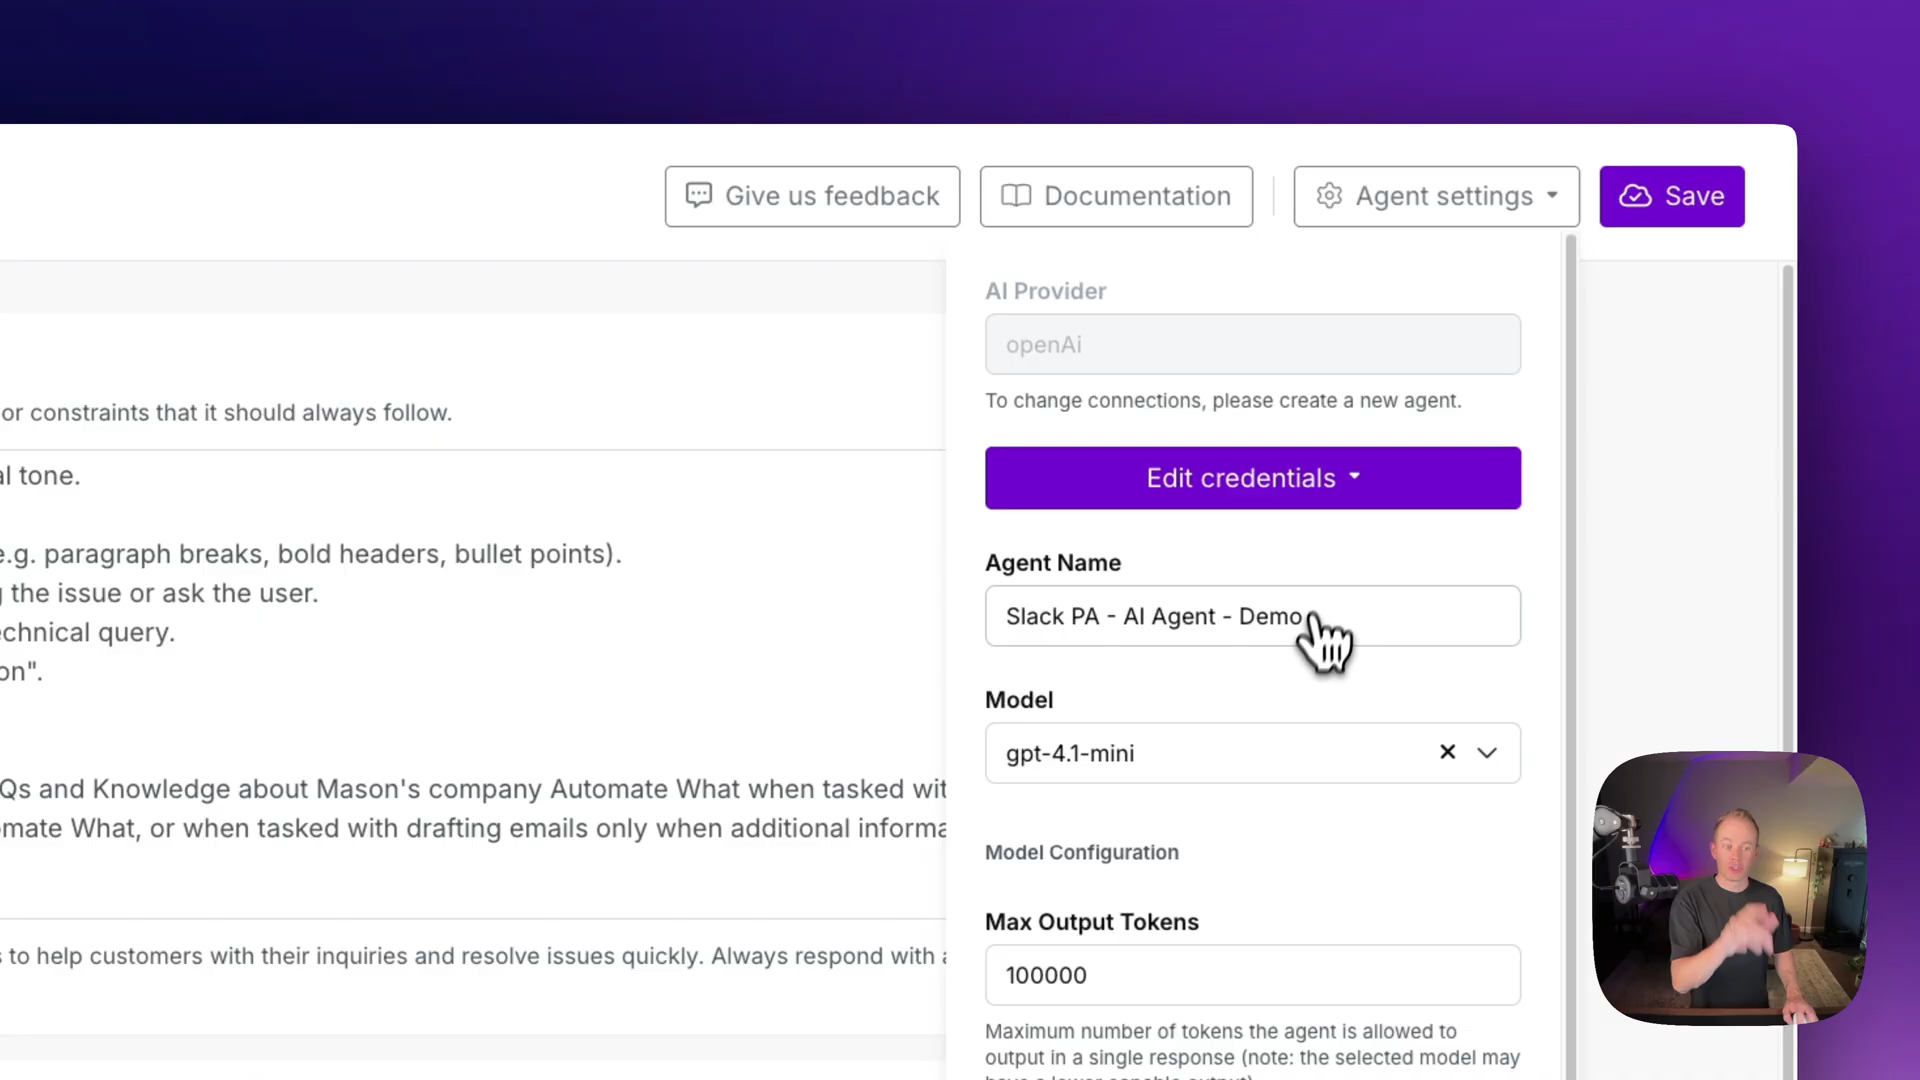 Give us feedback
Documentation
Agent settings
Save
AI Provider
openAi
To change connections, please create a new agent.
Edit credentials
Agent Name
Slack PA - AI Agent - Demo
Model
gpt-4.1-mini
Model Configuration
Max Output Tokens
100000
Maximum number of tokens the agent is allowed to
output in a single response (note: the selected model may
or constraints that it should always follow.
al tone.
e.g. paragraph breaks, bold headers, bullet points).
g the issue or ask the user.
echnical query.
on".
Qs and Knowledge about Mason's company Automate What when tasked wit
omate What, or when tasked with drafting emails only when additional informa
s to help customers with their inquiries and resolve issues quickly. Always respond with a